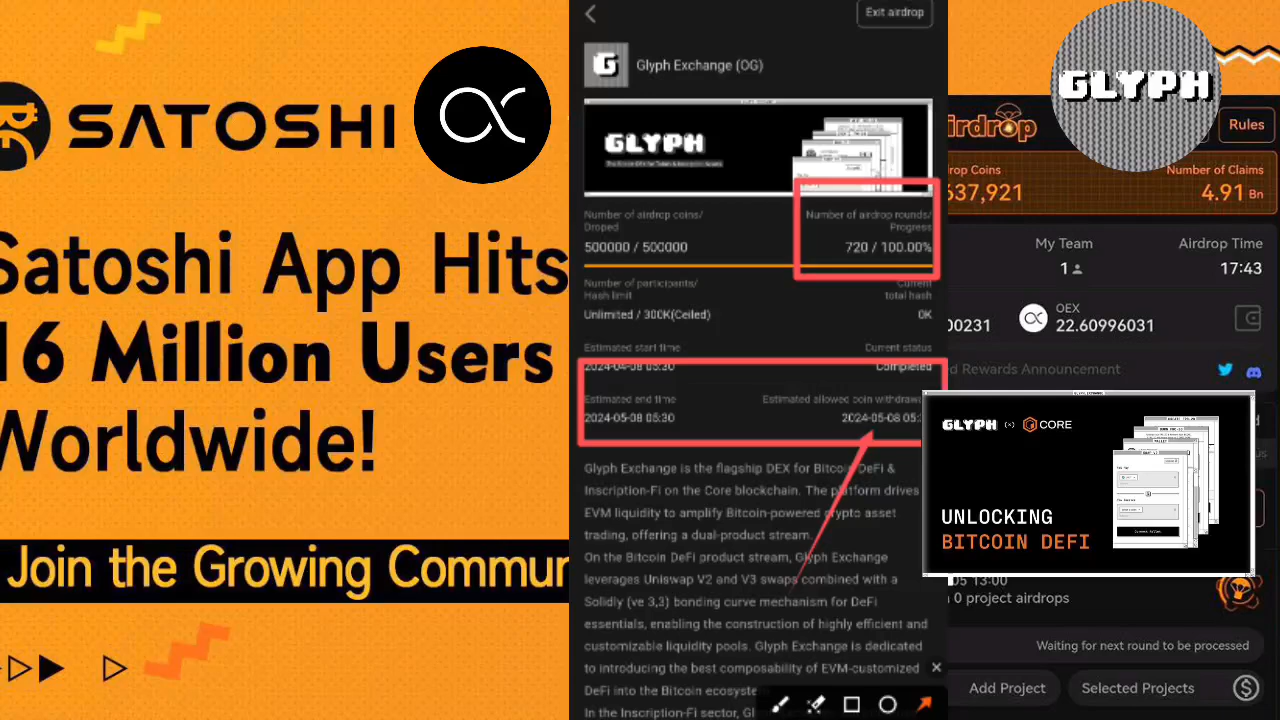 SATOSHI
Satoshi App Hits
16 Million Users
Worldwide!
Join the Growing Commun
Exit airdrop
G
Glyph Exchange (OG)
GLYPH
Number of airdrop coins/
Droped
500000 / 500000
Number of airdrop rounds/
Progress
720 / 100.00%
Number of participants/
Hash limit
Unlimited / 300K(Ceiled)
Current
total hash
0K
Estimated start time
2024-04-08 05:30
Current status
Completed
Estimated end time
2024-05-08 05:30
Estimated allowed coin withdrawa
2024-05-08 05:3
Glyph Exchange is the flagship DEX for Bitcoin DeFi &
Inscription-Fi on the Core blockchain. The platform drives
EVM liquidity to amplify Bitcoin-powered crypto asset
trading, offering a dual-product stream.
On the Bitcoin DeFi product stream, Glyph Exchange
leverages Uniswap V2 and V3 swaps combined with a
Solidly (ve 3,3) bonding curve mechanism for DeFi
essentials, enabling the construction of highly efficient and
customizable liquidity pools. Glyph Exchange is dedicated
to introducing the best composability of EVM-customized
DeFi into the Bitcoin ecosyste
In the Inscription-Fi sector, Gl
GLYPH
irdrop
Rules
rop Coins
637,921
Number of Claims
4.91 Bn
My Team
1
Airdrop Time
17:43
00231
OEX
22.60996031
ed Rewards Announcement
GLYPH (x) CORE
UNLOCKING
BITCOIN DEFI
05 13:00
0 project airdrops
Waiting for next round to be processed
Add Project
Selected Projects